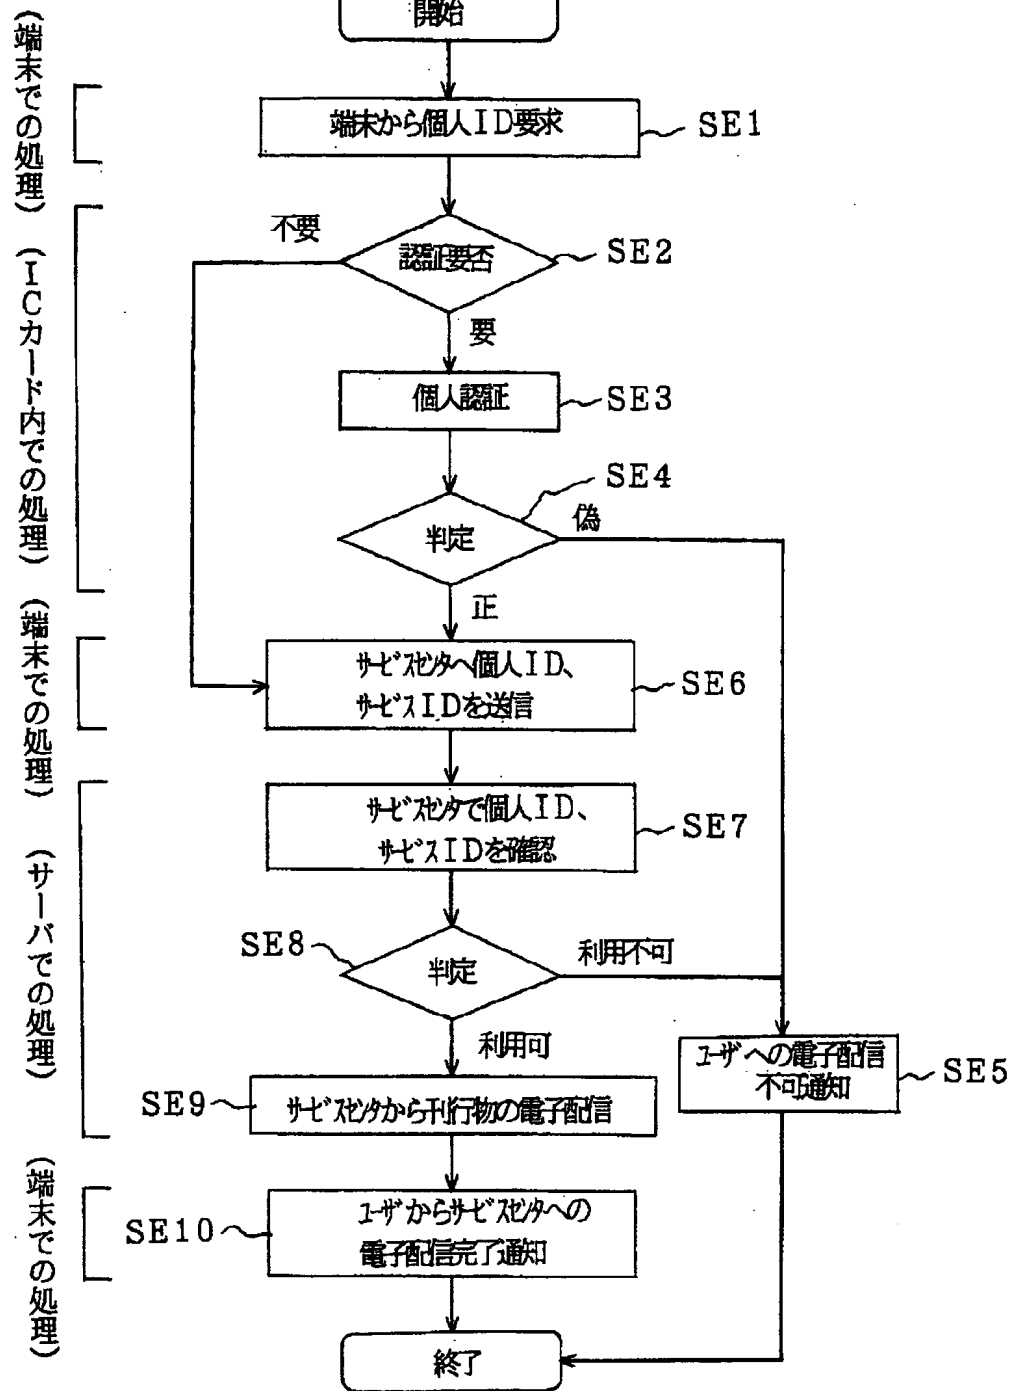 開始
(端末での処理)
端末から個人ID要求
SE1
(ICカード内での処理)
不要
認証要否
SE2
要
個人認証
SE3
SE4
判定
偽
正
(端末での処理)
サービスセンタへ個人ID、
サービスIDを送信
SE6
(サーバでの処理)
サービスセンタで個人ID、
サービスIDを確認
SE7
SE8
判定
利用不可
利用可
ユーザへの電子配信
不可通知
SE5
SE9
サービスセンタから刊行物の電子配信
(端末での処理)
SE10
ユーザからサービスセンタへの
電子配信完了通知
終了